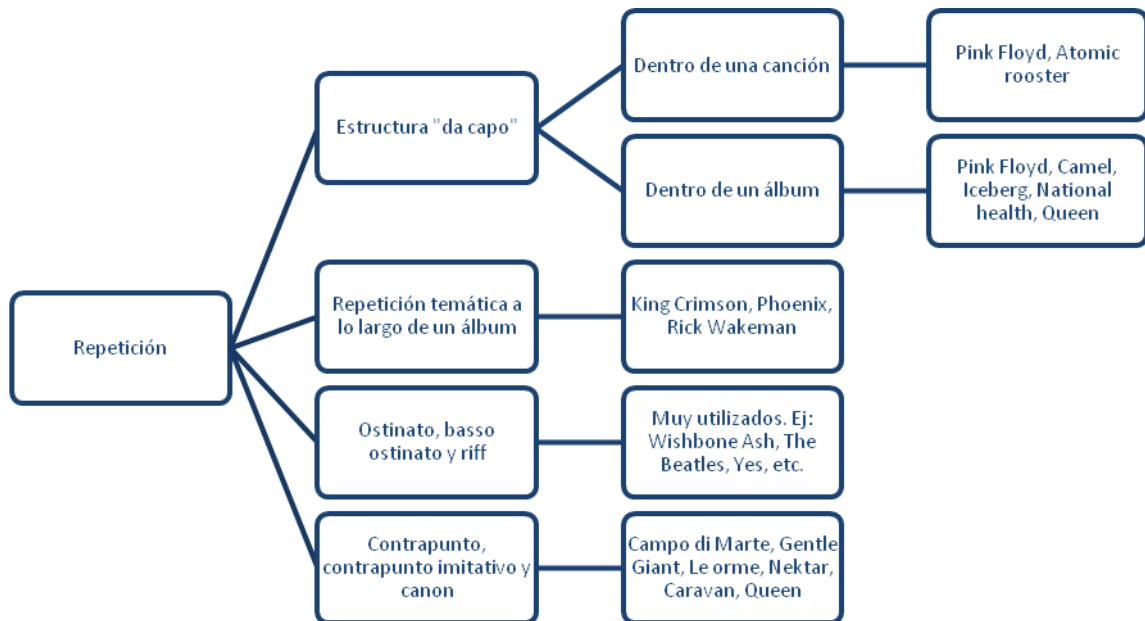 Repetición
Estructura "da capo"
Dentro de una canción
Pink Floyd, Atomic
rooster
Dentro de un álbum
Pink Floyd, Camel,
Iceberg, National
health, Queen
Repetición temática a
lo largo de un álbum
King Crimson, Phoenix,
Rick Wakeman
Ostinato, basso
ostinato y riff
Muy utilizados. Ej:
Wishbone Ash, The
Beatles, Yes, etc.
Contrapunto,
contrapunto imitativo y
canon
Campo di Marte, Gentle
Giant, Le orme, Nektar,
Caravan, Queen